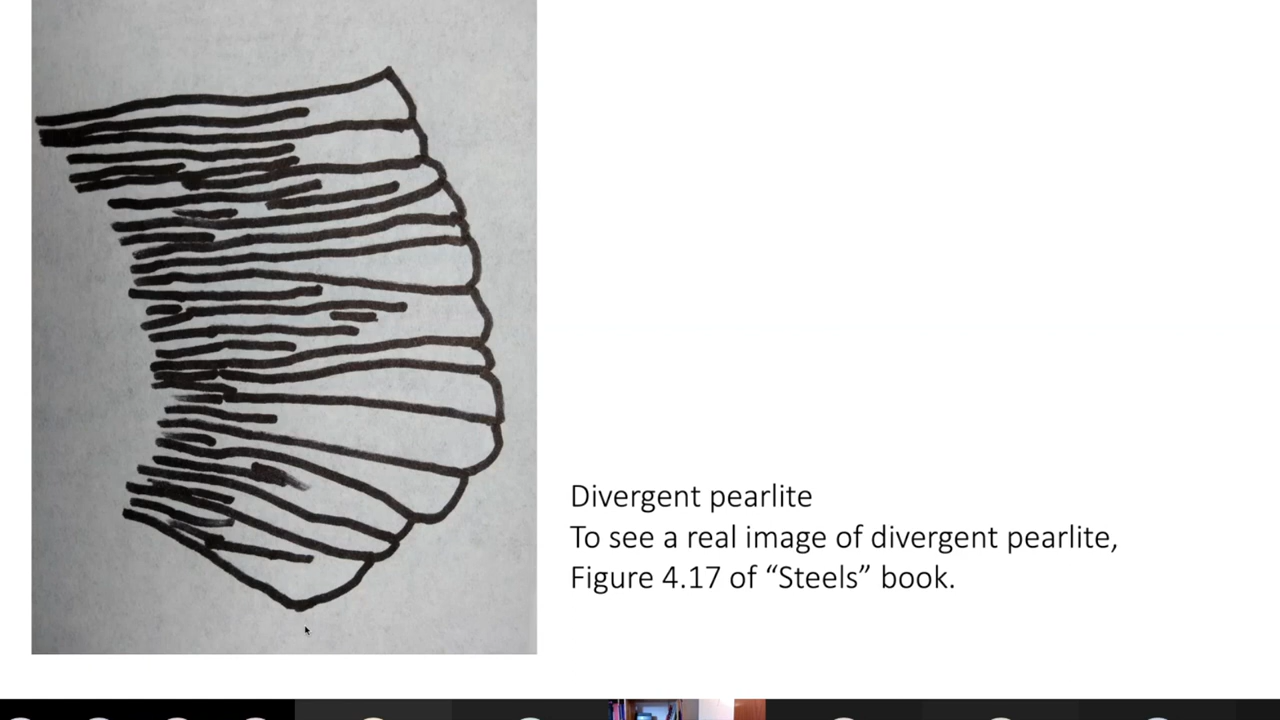 Divergent pearlite
To see a real image of divergent pearlite,
Figure 4.17 of “Steels” book.